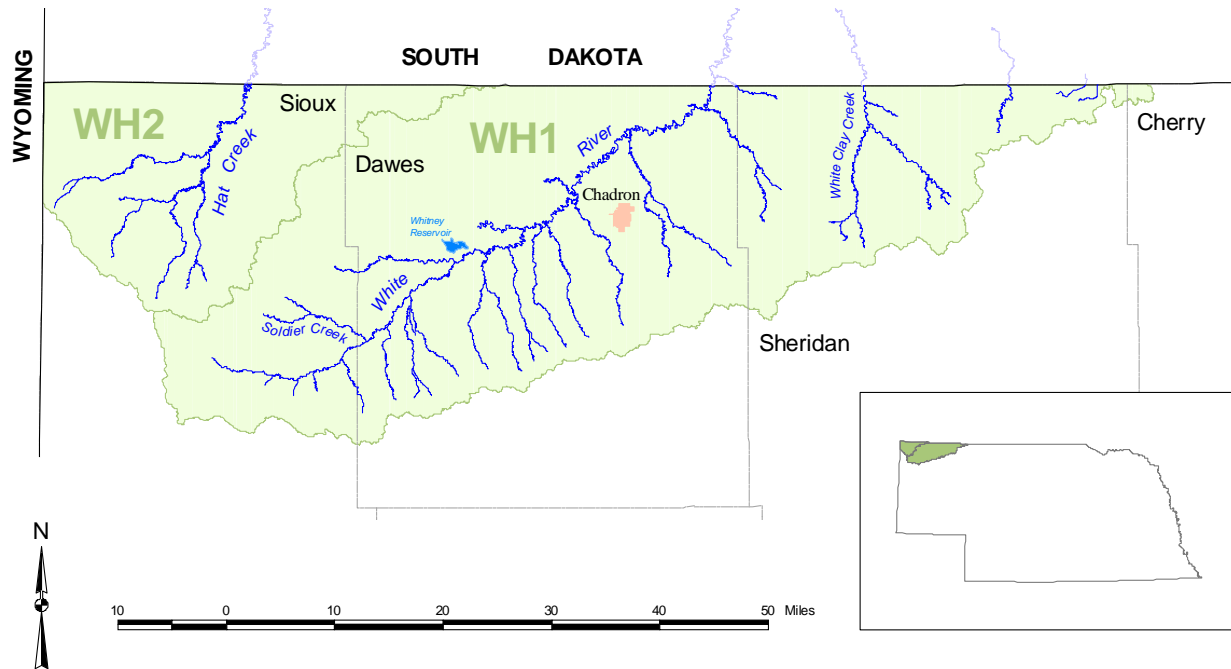 SOUTH DAKOTA
WYOMING
Sioux
WH2
WH1
Cherry
River
White Clay Creek
Hat Creek
Dawes
Chadron
Whitney
Reservoir
White
Soldier Creek
Sheridan
N
10 0 10 20 30 40 50 Miles